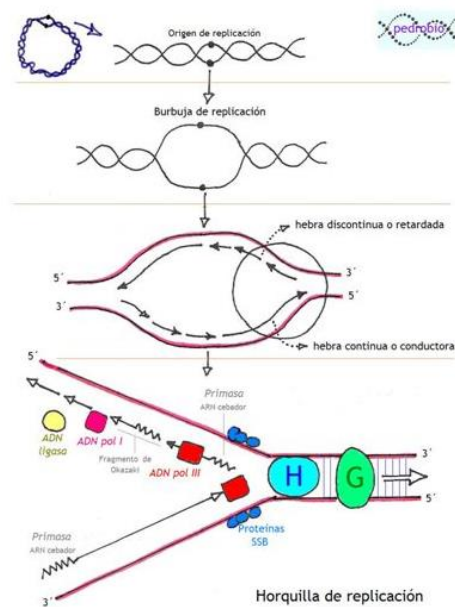 Origen de replicación
pedrobio
Burbuja de replicación
hebra discontinua o retardada
5´
3´
3´
5´
hebra continua o conductora
5´
Primasa
ARN cebador
ADN
ligasa
ADN pol I
Fragmento de
Okazaki
ADN pol III
3´
H
G
5´
Proteínas
SSB
Primasa
ARN cebador
3´
Horquilla de replicación